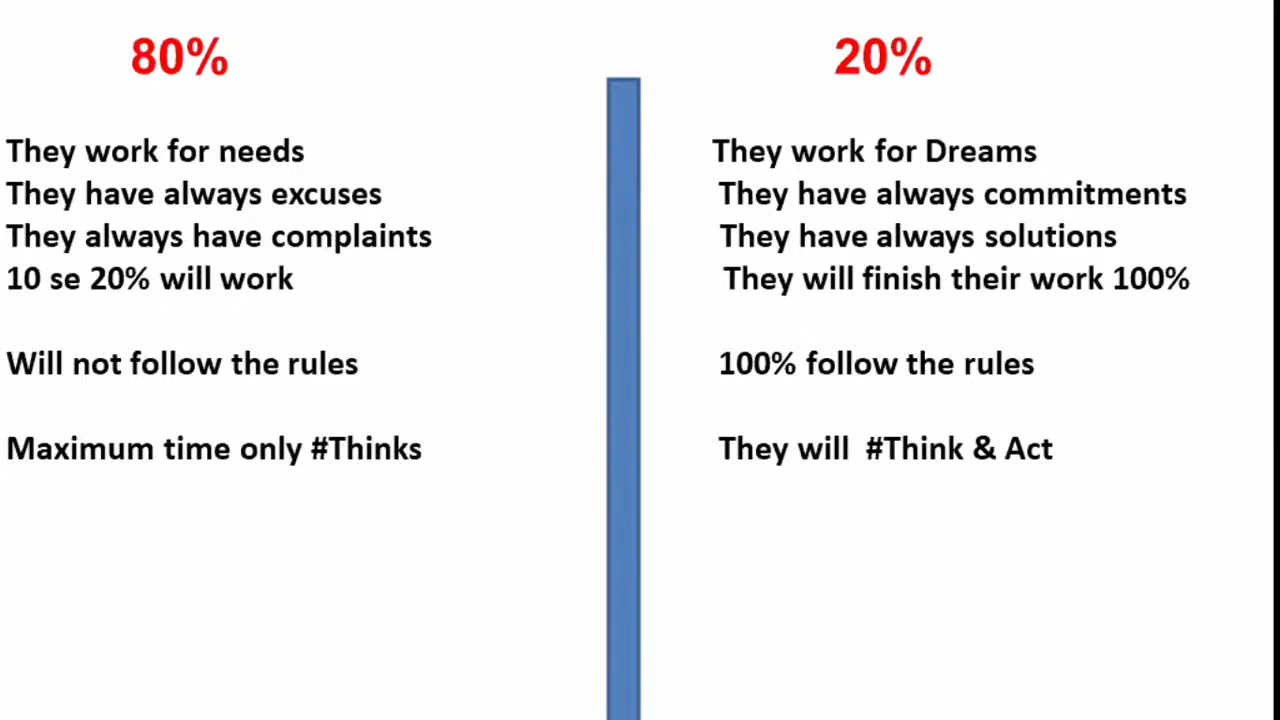 80%
They work for needs
They have always excuses
They always have complaints
10 se 20% will work
Will not follow the rules
Maximum time only #Thinks
20%
They work for Dreams
They have always commitments
They have always solutions
They will finish their work 100%
100% follow the rules
They will  #Think & Act